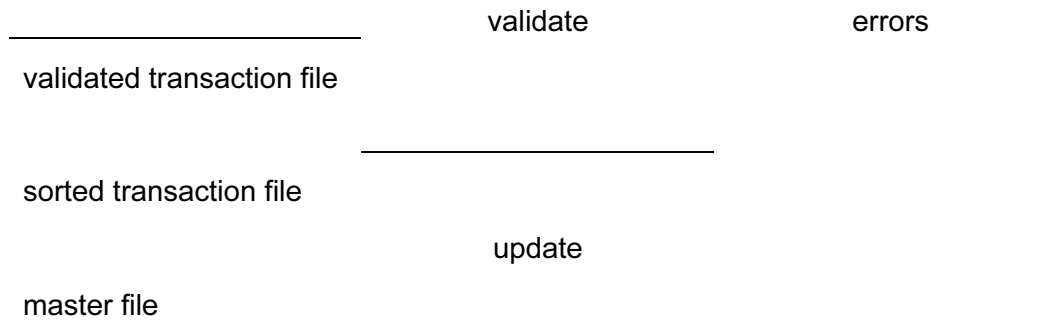 validate errors
validated transaction file
sorted transaction file
update
master file